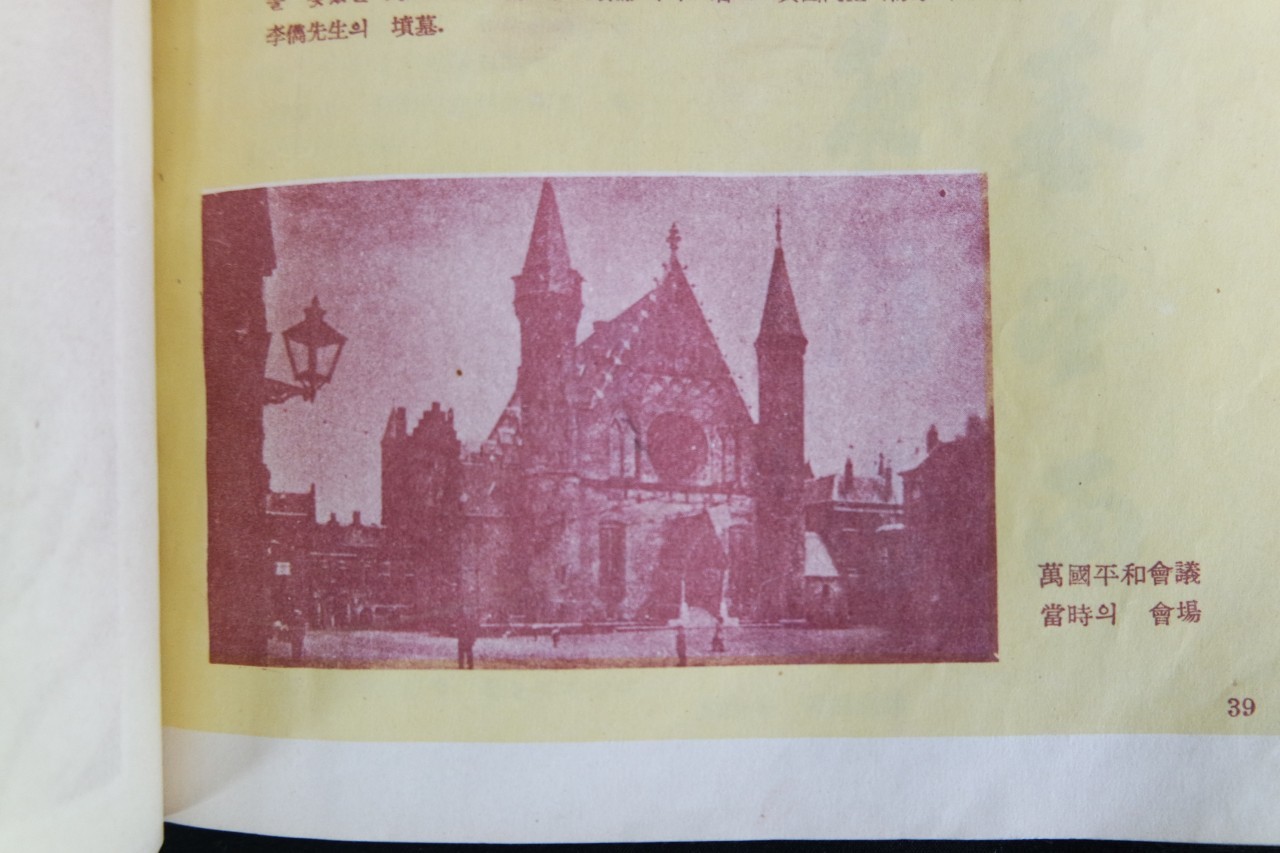 李儁先生의 墳墓.
萬國平和會議
當時의 會場
39